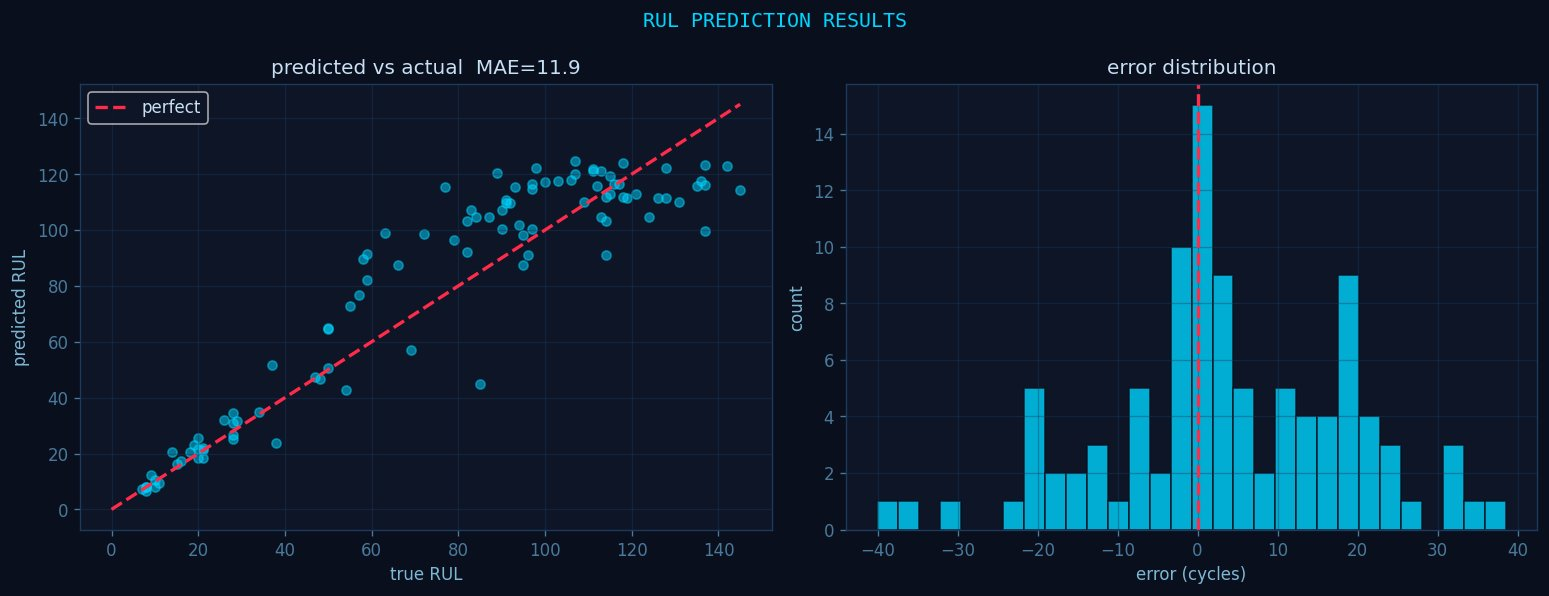 RUL PREDICTION RESULTS
predicted vs actual  MAE=11.9
perfect
predicted RUL
140
120
100
80
60
40
20
0
0 20 40 60 80 100 120 140
true RUL
error distribution
count
14
12
10
8
6
4
2
0
−40 −30 −20 −10 0 10 20 30 40
error (cycles)